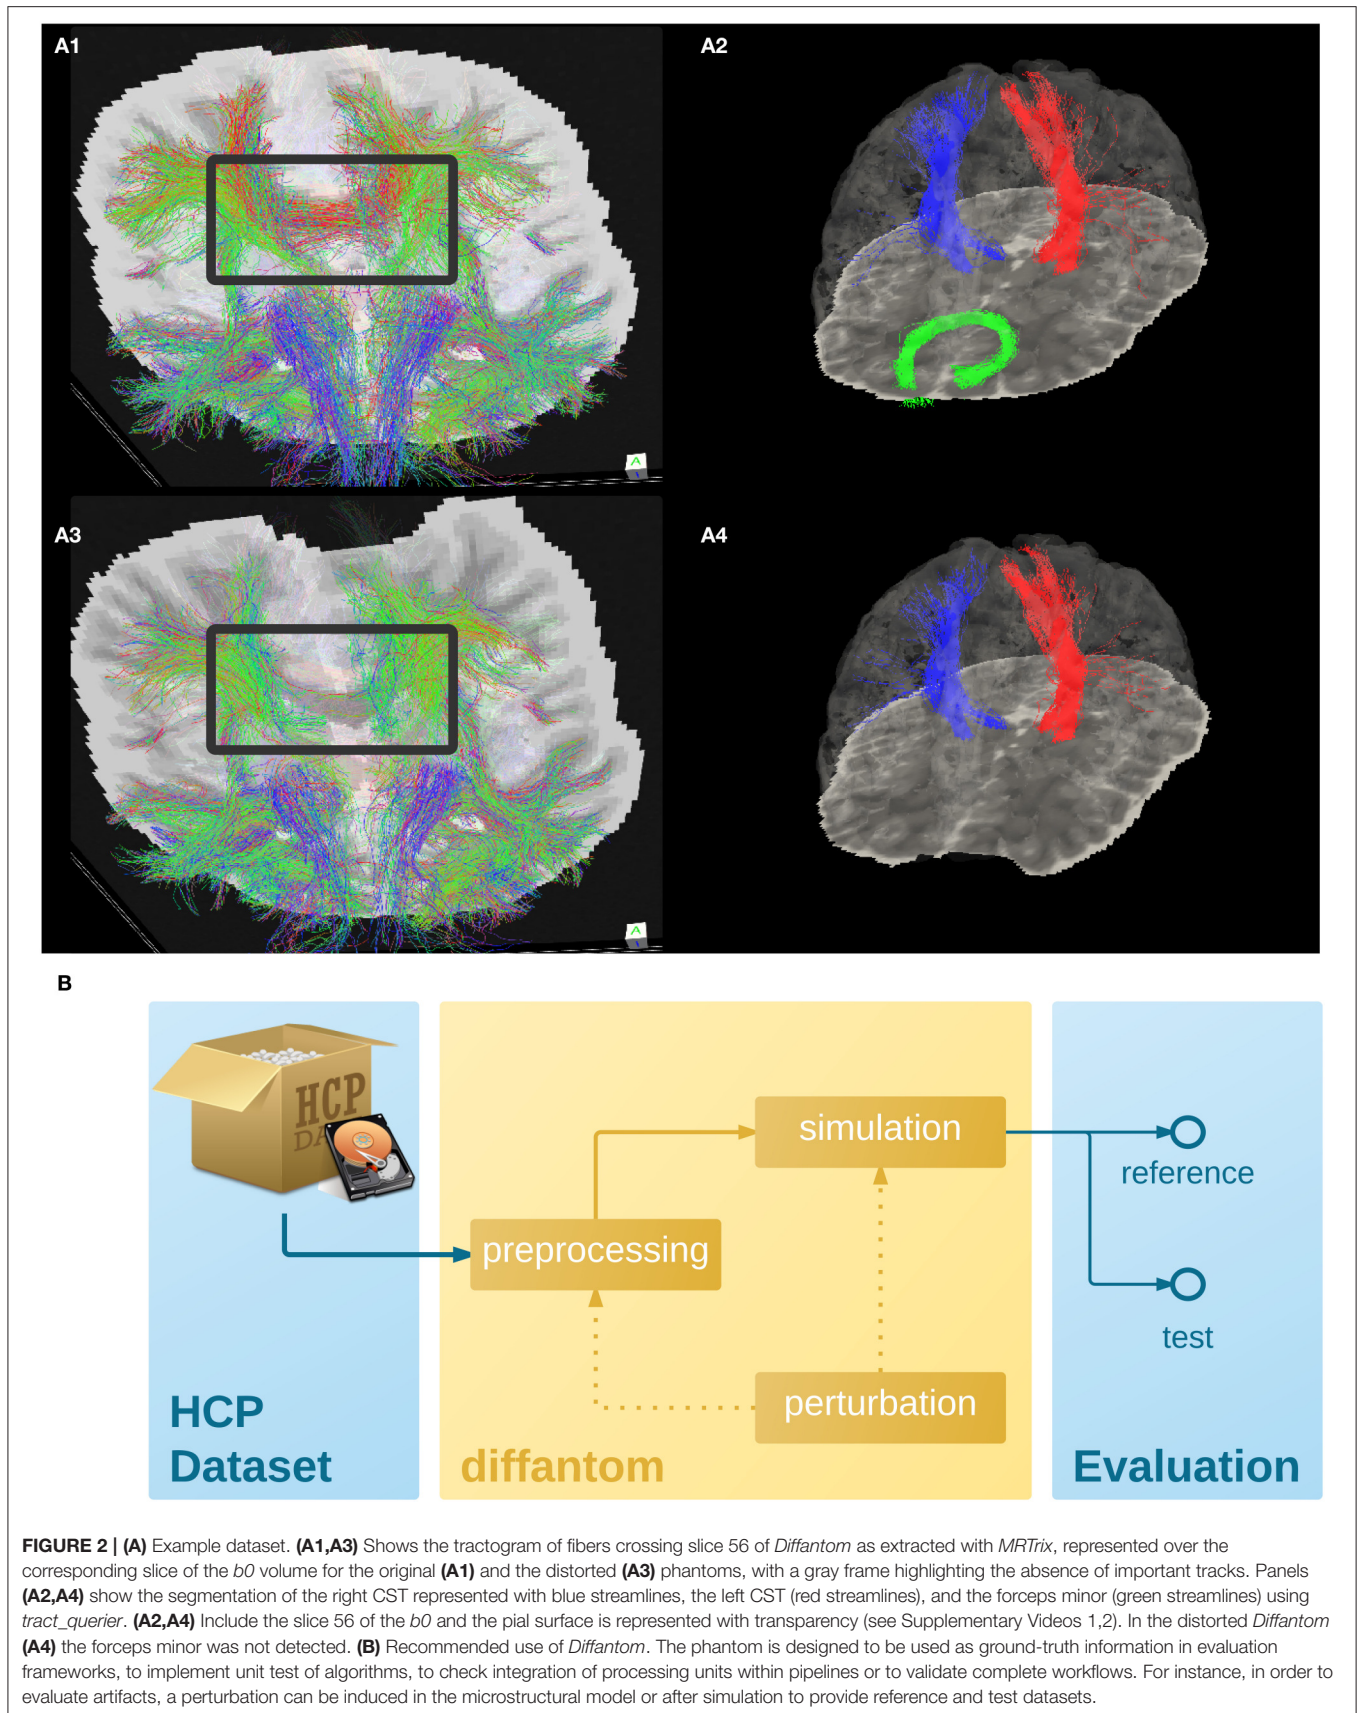 A1
A2
A
A3
A4
A
B
HCP
DA
simulation
reference
preprocessing
test
perturbation
HCP
Dataset
diffantom
Evaluation
FIGURE 2 | (A) Example dataset. (A1,A3) Shows the tractogram of fibers crossing slice 56 of Diffantom as extracted with MRTrix, represented over the
corresponding slice of the b0 volume for the original (A1) and the distorted (A3) phantoms, with a gray frame highlighting the absence of important tracks. Panels
(A2,A4) show the segmentation of the right CST represented with blue streamlines, the left CST (red streamlines), and the forceps minor (green streamlines) using
tract_querier. (A2,A4) Include the slice 56 of the b0 and the pial surface is represented with transparency (see Supplementary Videos 1,2). In the distorted Diffantom
(A4) the forceps minor was not detected. (B) Recommended use of Diffantom. The phantom is designed to be used as ground-truth information in evaluation
frameworks, to implement unit test of algorithms, to check integration of processing units within pipelines or to validate complete workflows. For instance, in order to
evaluate artifacts, a perturbation can be induced in the microstructural model or after simulation to provide reference and test datasets.